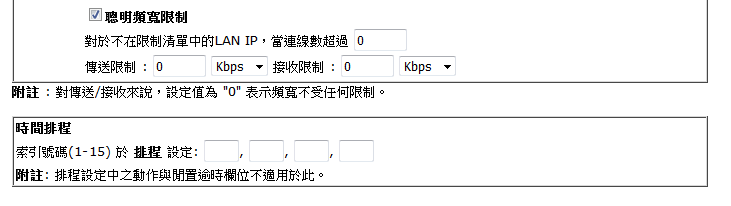 聰明頻寬限制
對於不在限制清單中的LAN IP，當連線數超過 0
傳送限制 : 0 Kbps 接收限制 : 0 Kbps
附註 : 對傳送/接收來說，設定值為 "0" 表示頻寬不受任何限制。
時間排程
索引號碼(1-15) 於 排程 設定: , , ,
附註: 排程設定中之動作與閒置逾時欄位不適用於此。